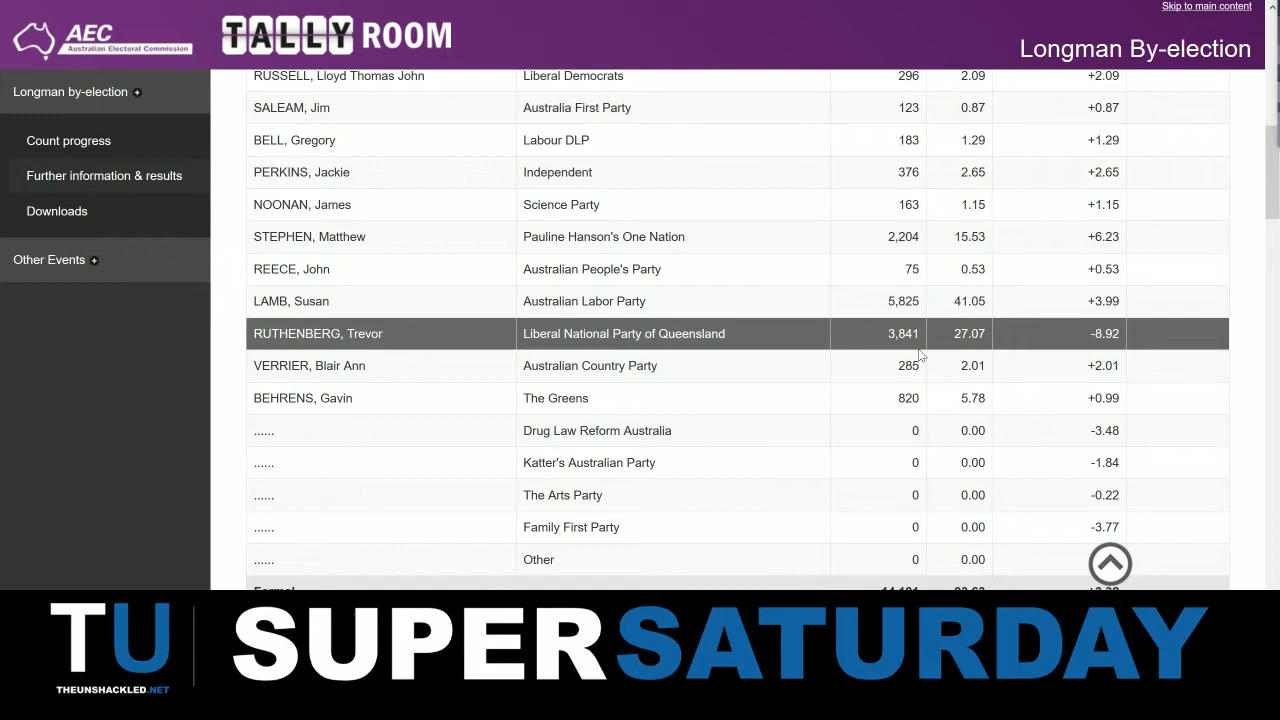 Skip to main content
AEC
Australian Electoral Commission
TALLY ROOM
Longman By-election
Longman by-election
Count progress
Further information & results
Downloads
Other Events
RUSSELL, Lloyd Thomas John Liberal Democrats 296 2.09 +2.09
SALEAM, Jim Australia First Party 123 0.87 +0.87
BELL, Gregory Labour DLP 183 1.29 +1.29
PERKINS, Jackie Independent 376 2.65 +2.65
NOONAN, James Science Party 163 1.15 +1.15
STEPHEN, Matthew Pauline Hanson's One Nation 2,204 15.53 +6.23
REECE, John Australian People's Party 75 0.53 +0.53
LAMB, Susan Australian Labor Party 5,825 41.05 +3.99
RUTHENBERG, Trevor Liberal National Party of Queensland 3,841 27.07 -8.92
VERRIER, Blair Ann Australian Country Party 285 2.01 +2.01
BEHRENS, Gavin The Greens 820 5.78 +0.99
...... Drug Law Reform Australia 0 0.00 -3.48
...... Katter's Australian Party 0 0.00 -1.84
...... The Arts Party 0 0.00 -0.22
...... Family First Party 0 0.00 -3.77
...... Other 0 0.00
TU
THEUNSHACKLED.NET
SUPERSATURDAY